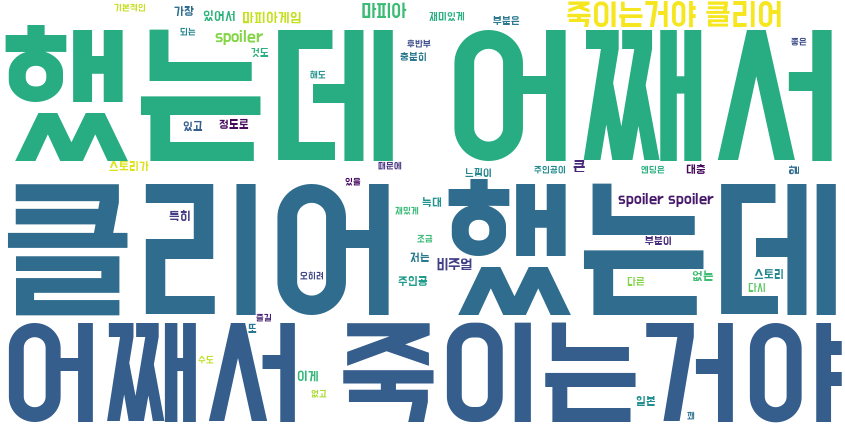 기본적인 가장 있어서 마피아게임 마피아 재미있게 부분은 죽이는거야 클리어
되는 spoiler 것도 후반부 충분히 좋은
했는데 어째서
해도
있고 정도로
스토리가 때문에 느낌이 주인공이 큰 엔딩은 대충
있을 spoiler spoiler
클리어 했는데
특히 재밌게 늑대
조금 부분이
오히려 저는 비주얼 주인공 다른 없는 스토리 다시
즐길 또
어째서 죽이는거야
수도 이게
없고 일본
꽤